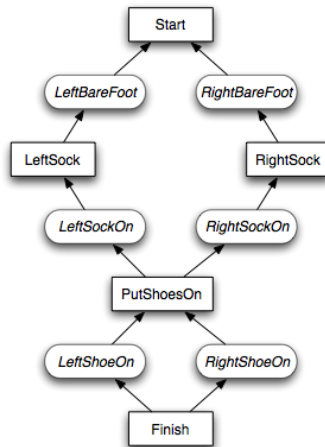 Start
LeftBareFoot
RightBareFoot
LeftSock
RightSock
LeftSockOn
RightSockOn
PutShoesOn
LeftShoeOn
RightShoeOn
Finish